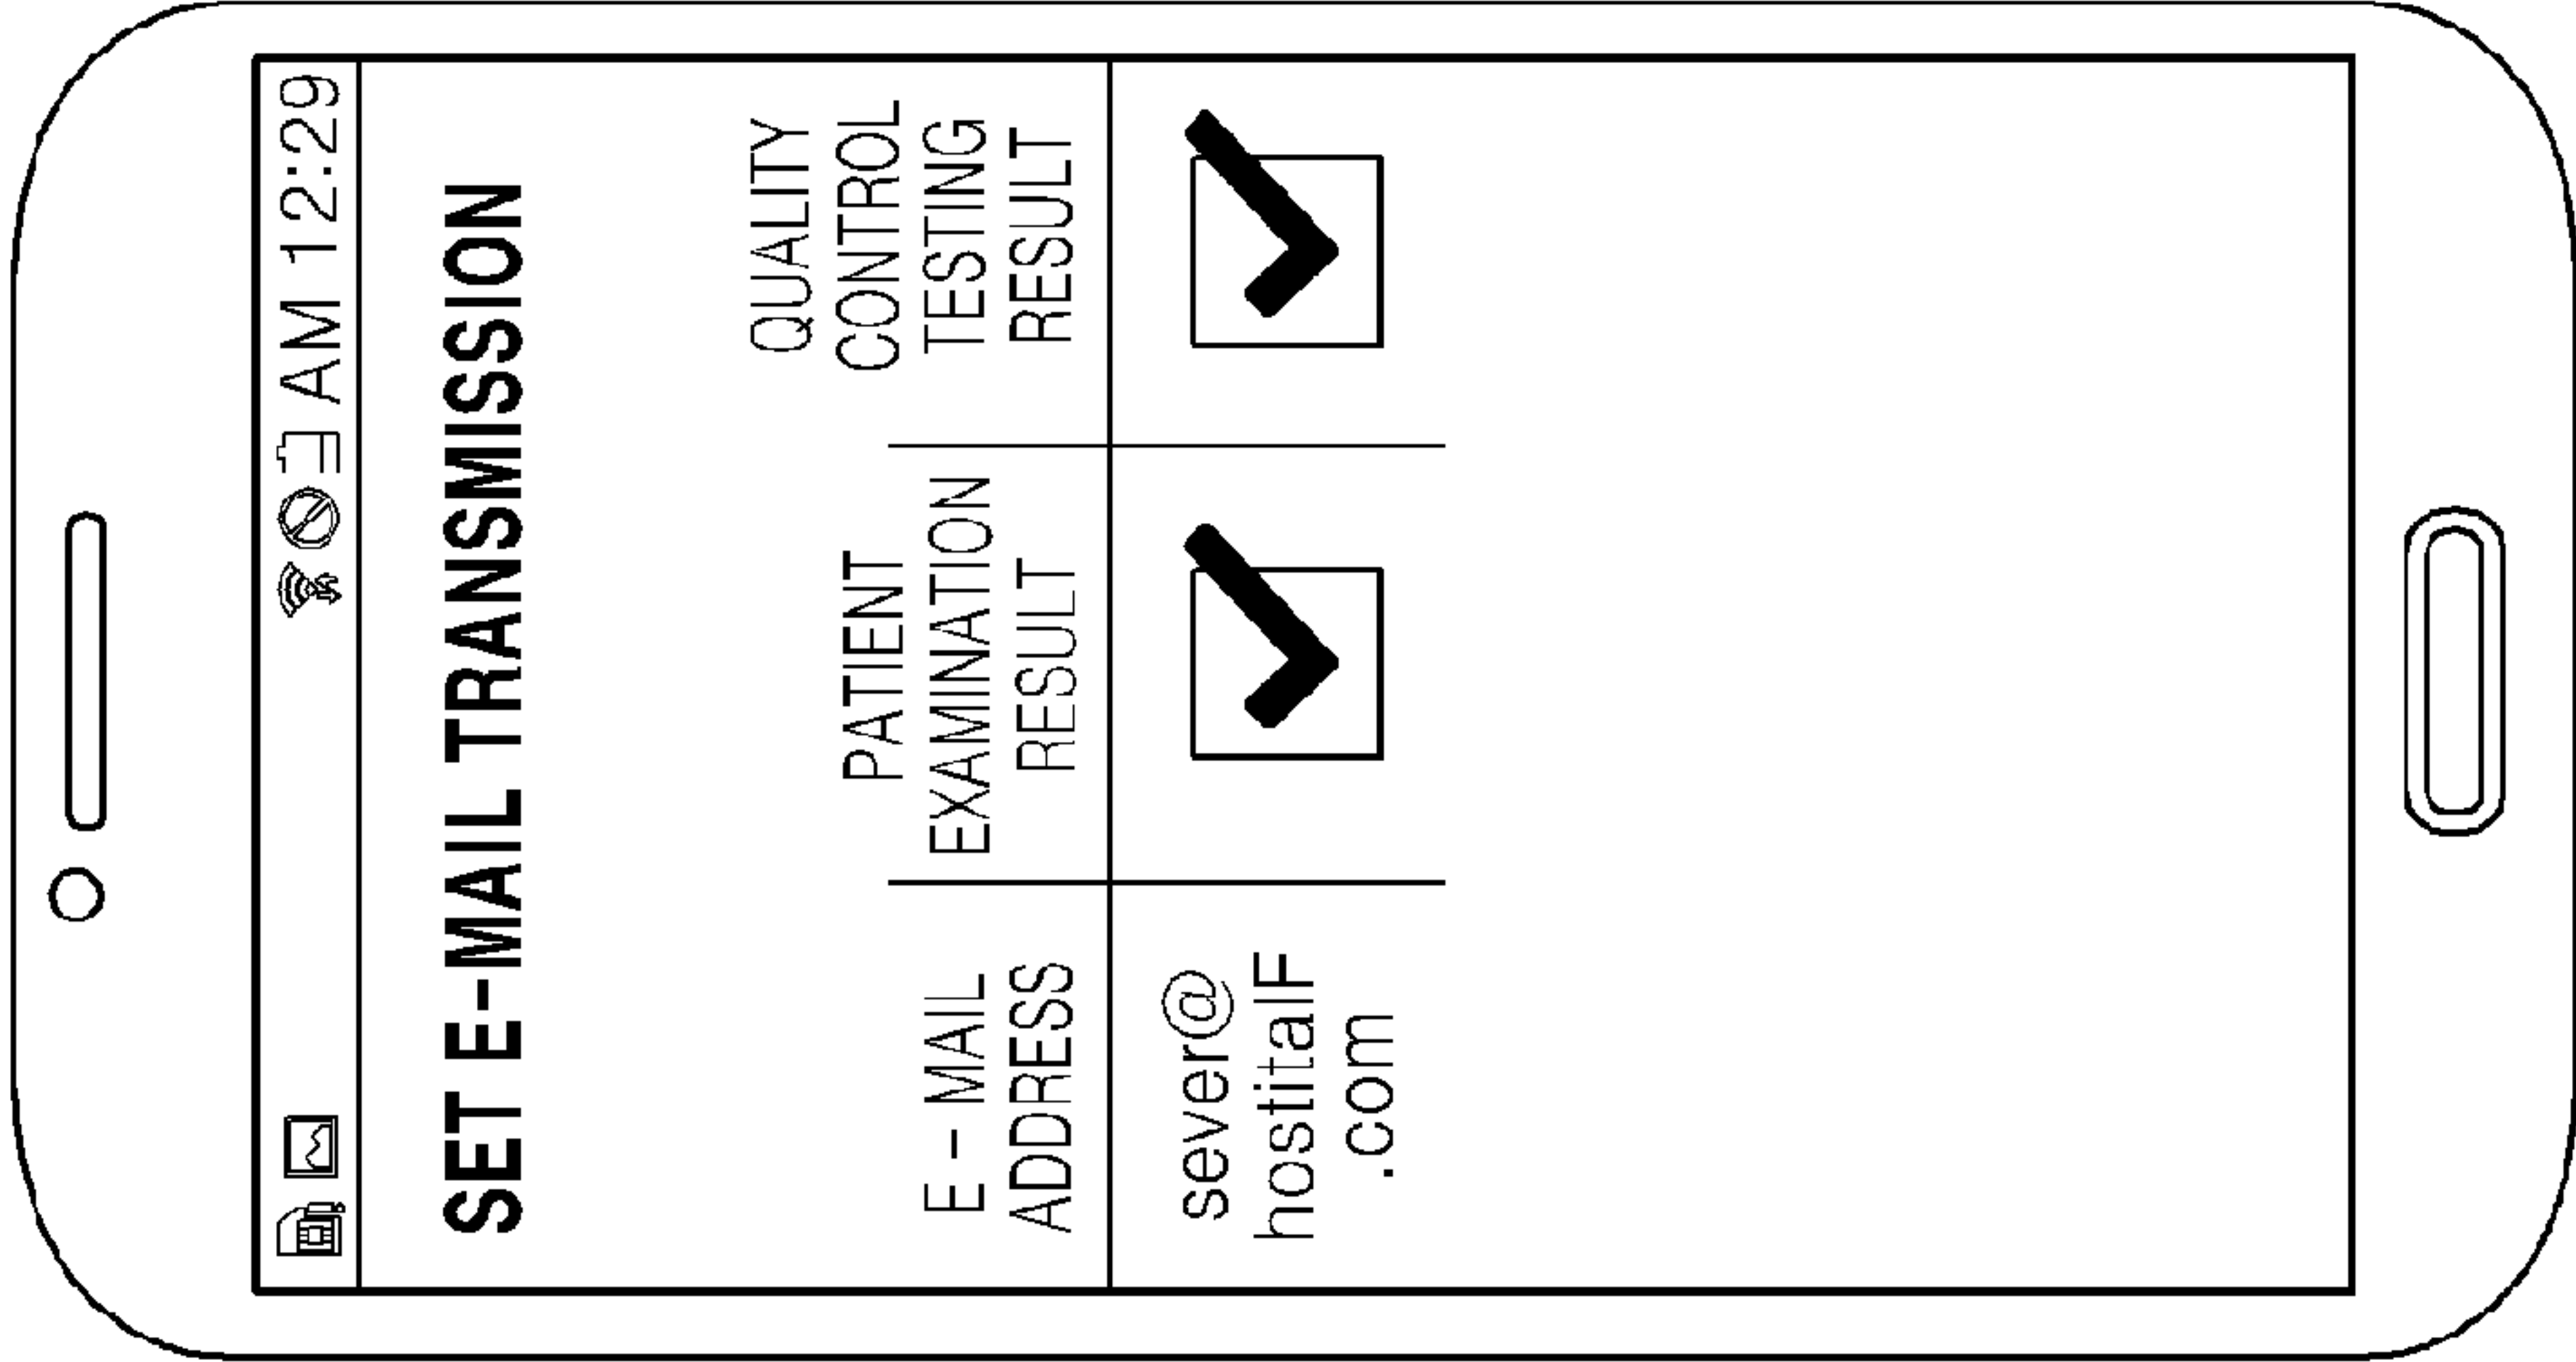 AM 12:29
SET E-MAIL TRANSMISSION
E - MAIL
ADDRESS
PATIENT
EXAMINATION
RESULT
QUALITY
CONTROL
TESTING
RESULT
sever@
hostitalF
.com